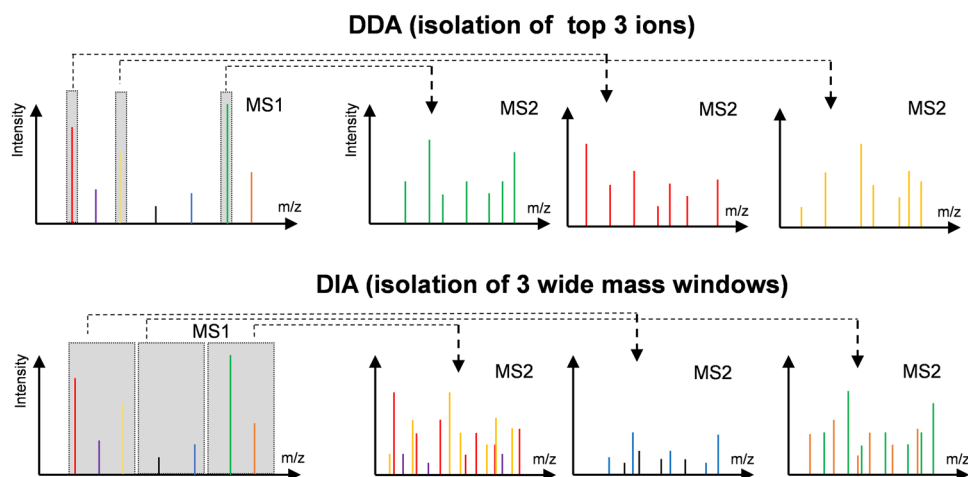 DDA (isolation of top 3 ions)
Intensity
MS1
m/z
Intensity
MS2
m/z
MS2
m/z
MS2
m/z
DIA (isolation of 3 wide mass windows)
Intensity
MS1
m/z
MS2
m/z
MS2
m/z
MS2
m/z